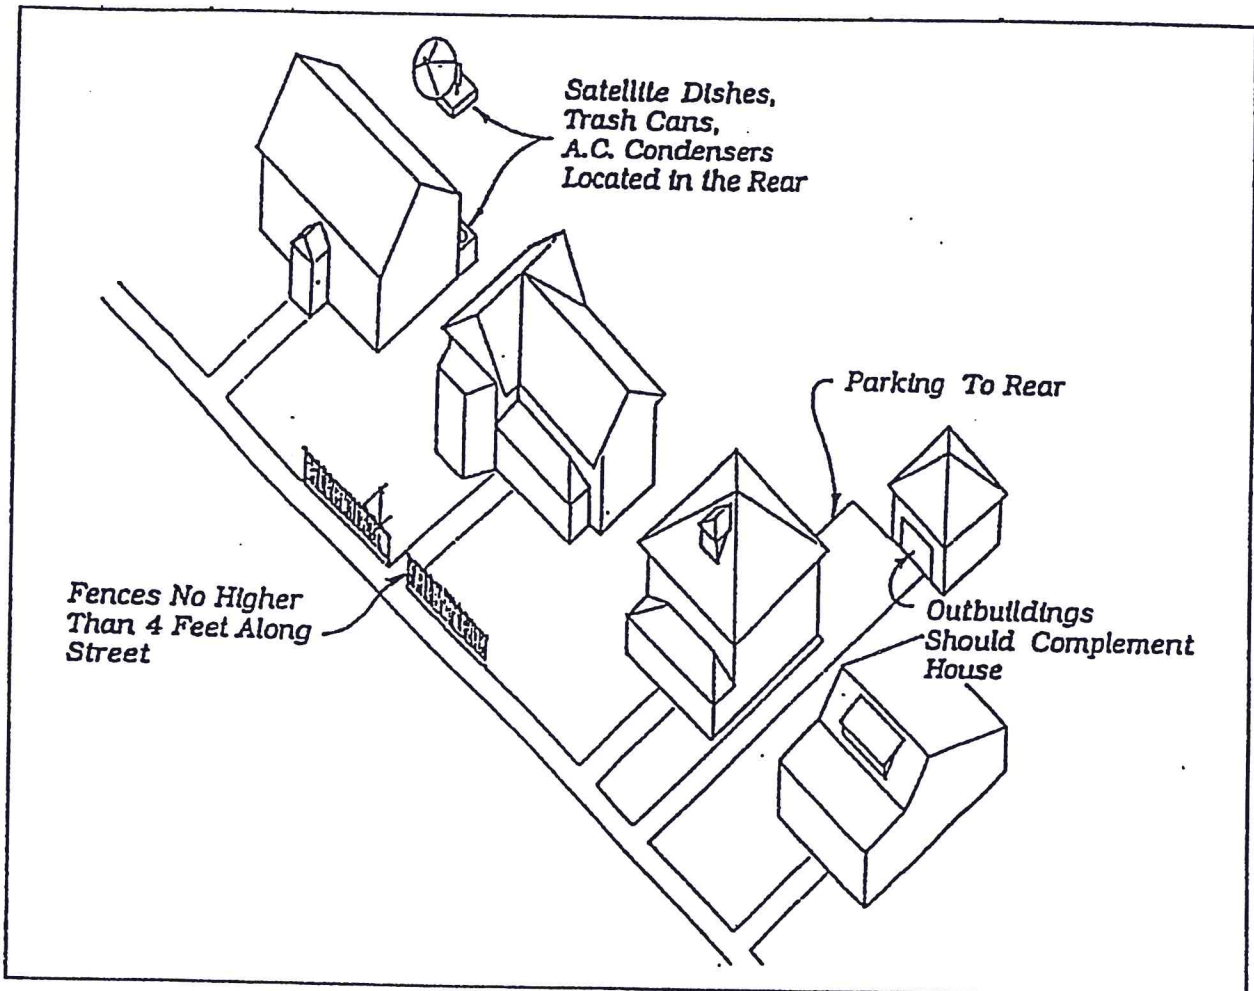 Satellite Dishes,
Trash Cans,
A.C. Condensers
Located in the Rear
Parking To Rear
Fences No Higher
Than 4 Feet Along
Street
Outbuildings
Should Complement
House